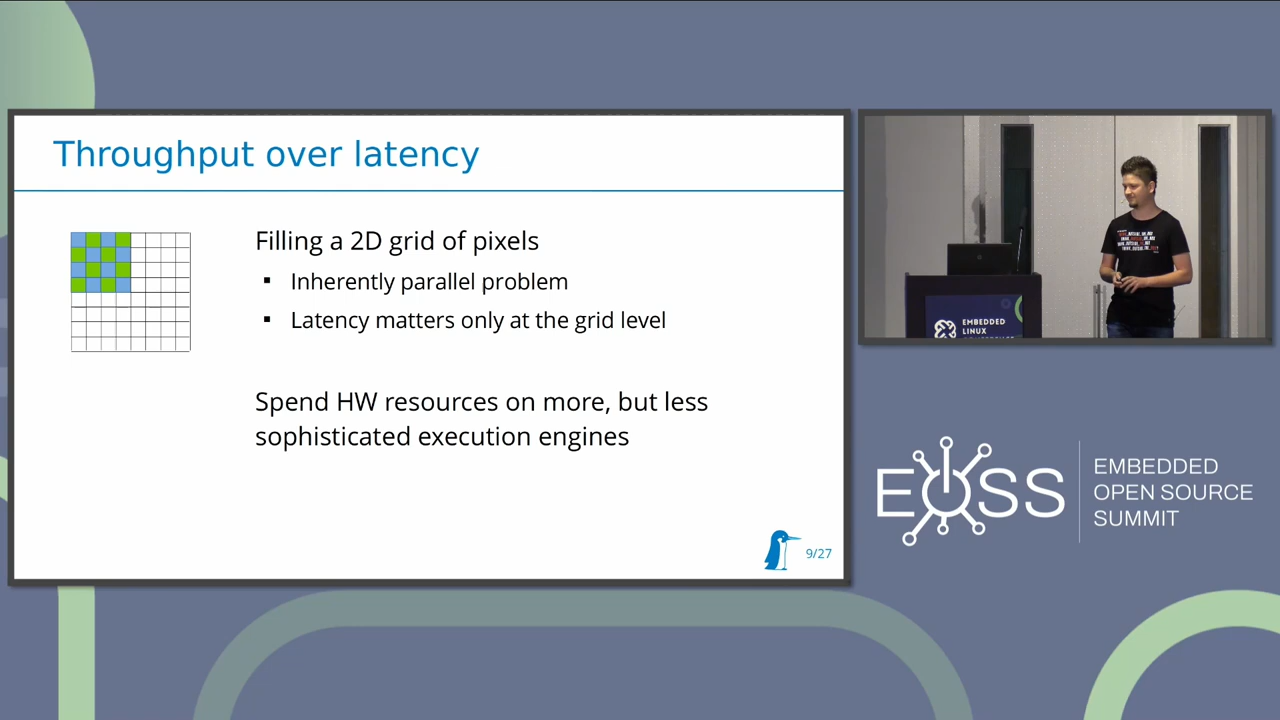 Throughput over latency
Filling a 2D grid of pixels
▪ Inherently parallel problem
▪ Latency matters only at the grid level
Spend HW resources on more, but less
sophisticated execution engines
9/27
EMBEDDED
LINUX
CONFERENCE
EOSS
EMBEDDED
OPEN SOURCE
SUMMIT